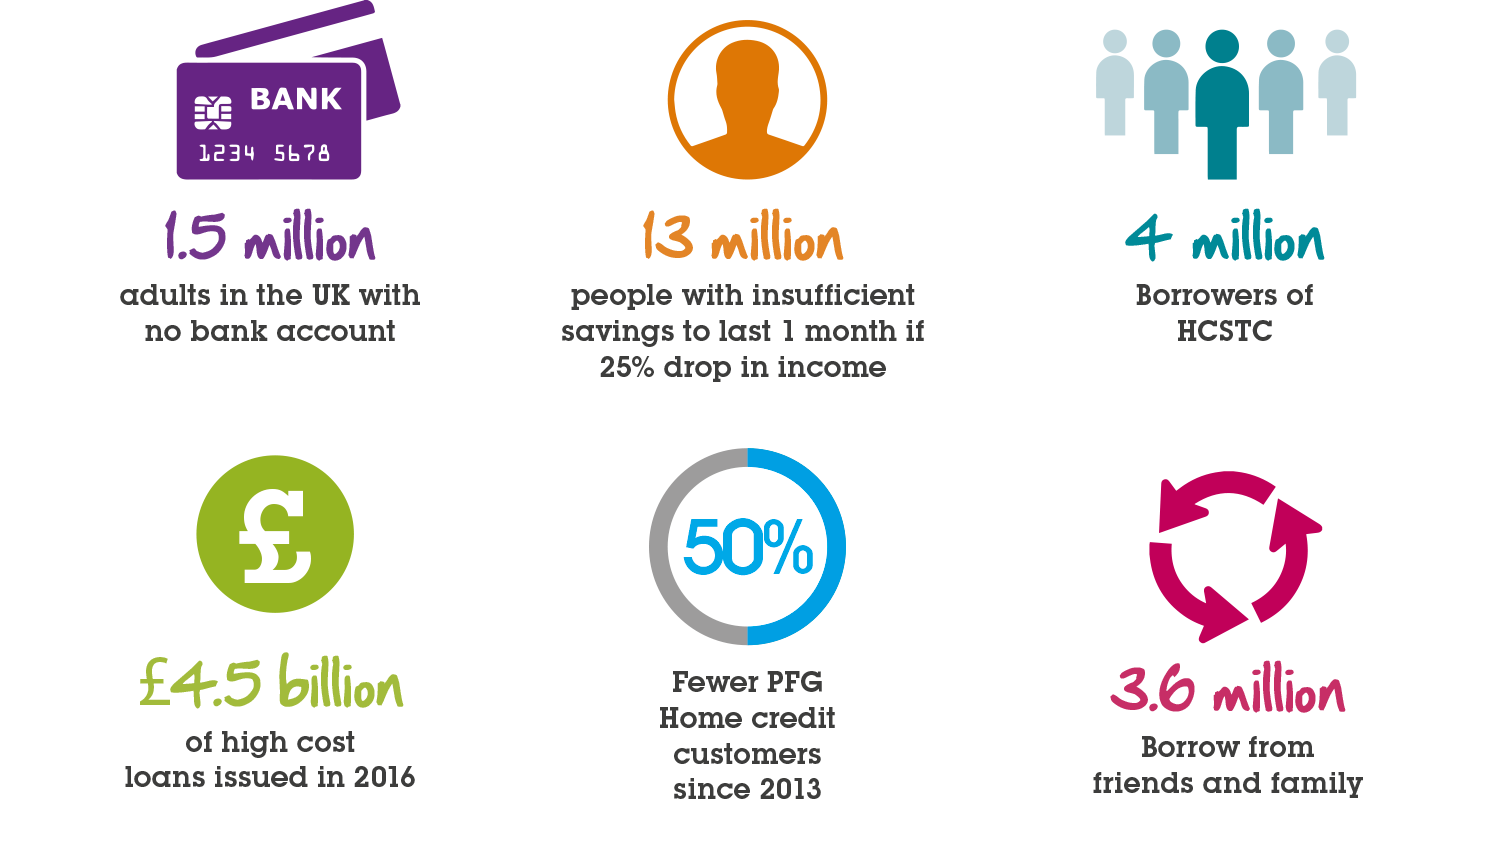 BANK
1234 5678
1.5 million
adults in the UK with
no bank account
13 million
people with insufficient
savings to last 1 month if
25% drop in income
4 million
Borrowers of
HCSTC
£
£4.5 billion
of high cost
loans issued in 2016
50%
Fewer PFG
Home credit
customers
since 2013
3.6 million
Borrow from
friends and family